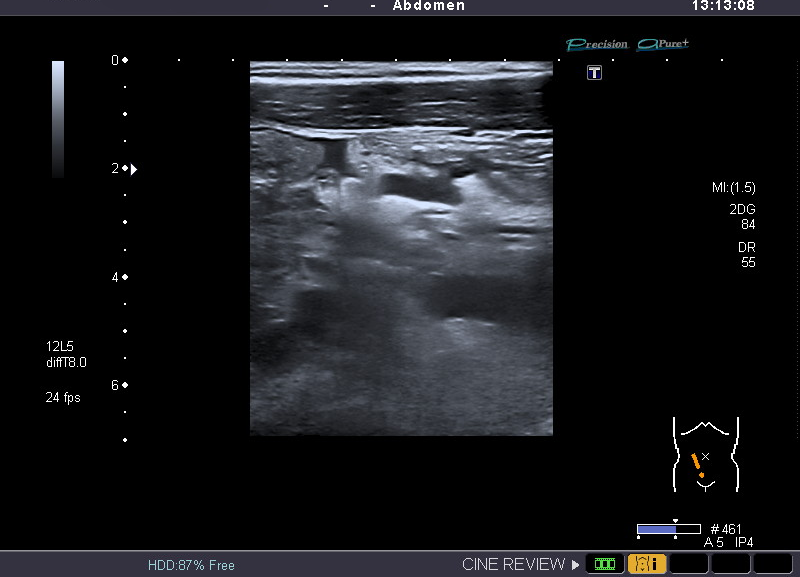 - - Abdomen 13:13:08
Precision APure+
T
0
2
4
6
MI:(1.5)
2DG
84
DR
55
12L5
diffT8.0
24 fps
#461
A 5 IP4
HDD:87% Free
CINE REVIEW
i